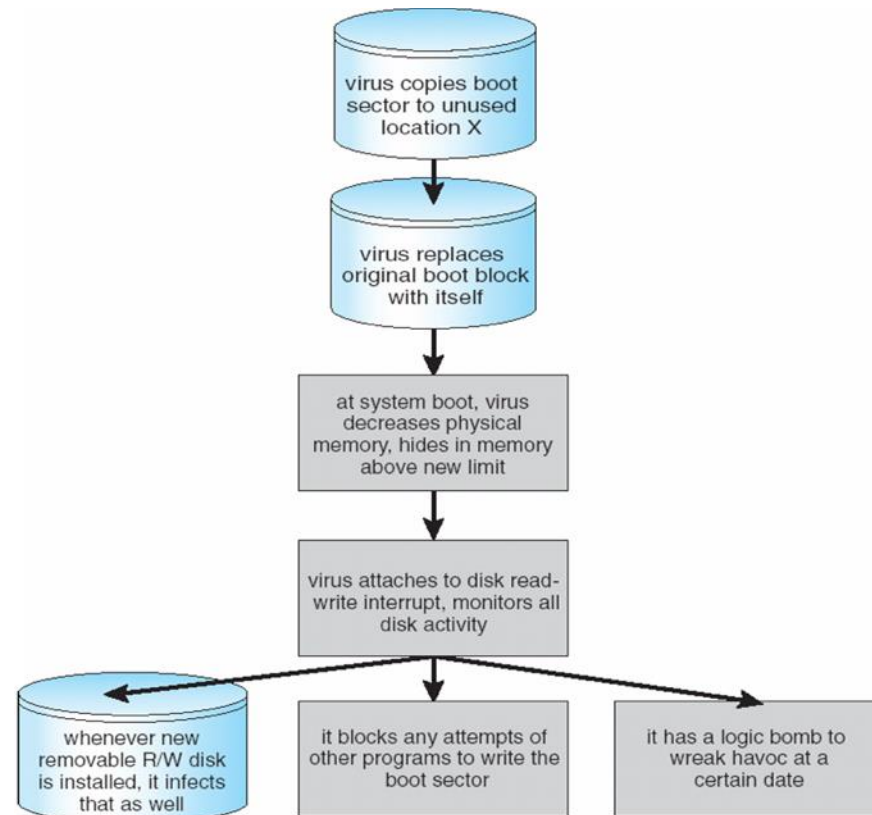 virus copies boot
sector to unused
location X
virus replaces
original boot block
with itself
at system boot, virus
decreases physical
memory, hides in memory
above new limit
virus attaches to disk read-
write interrupt, monitors all
disk activity
whenever new
removable R/W disk
is installed, it infects
that as well
it blocks any attempts of
other programs to write the
boot sector
it has a logic bomb to
wreak havoc at a
certain date